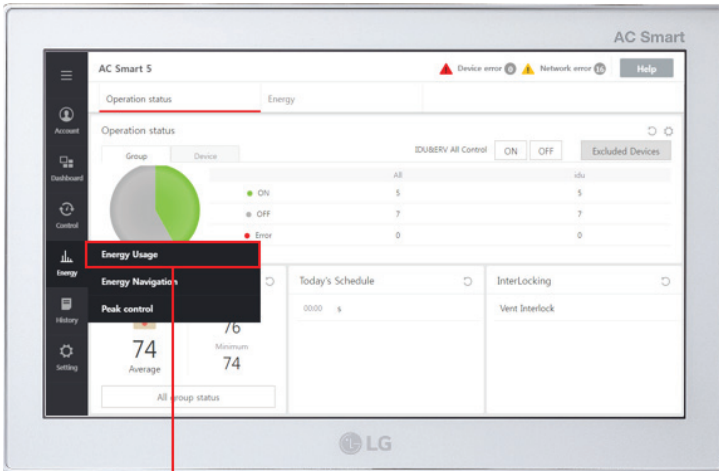 AC Smart
AC Smart 5
Device error 0
Network error 16
Help
Operation status
Energy
Account
Operation status
Group
Device
IDU&ERV All Control
ON
OFF
Excluded Devices
Dashboard
All
idu
ON
5
5
OFF
7
7
Error
0
0
Control
Energy
Energy Usage
Energy Navigation
Peak control
Today's Schedule
00:00 s
InterLocking
Vent Interlock
History
Setting
74
Average
76
Minimum
74
All group status
LG